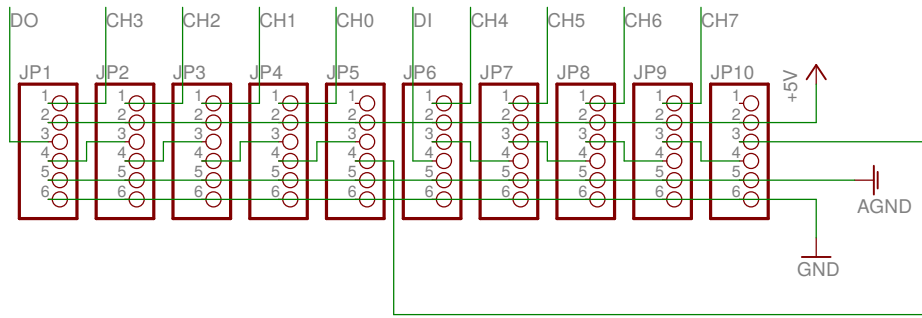 DO CH3 CH2 CH1 CH0 DI CH4 CH5 CH6 CH7
JP1 JP2 JP3 JP4 JP5 JP6 JP7 JP8 JP9 JP10 +5V
1 1 1 1 1 1 1 1 1 1
2 2 2 2 2 2 2 2 2 2
3 3 3 3 3 3 3 3 3 3
4 4 4 4 4 4 4 4 4 4
5 5 5 5 5 5 5 5 5 5
6 6 6 6 6 6 6 6 6 6
AGND
GND